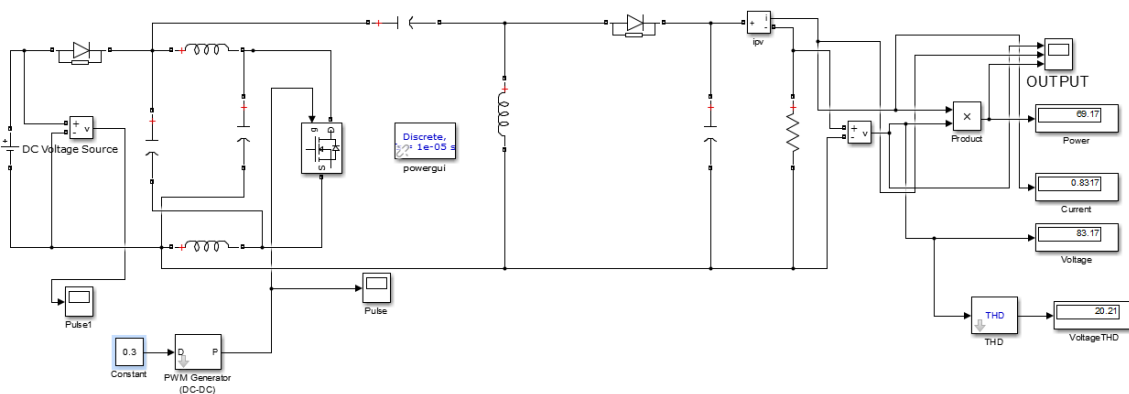 i
-
ipv
OUTPUT
×
Product
69.17
Power
+
-
v
DC Voltage Source
g
D
S
Discrete,
= 1e-05 s
powergui
+
-
v
0.8317
Current
83.17
Voltage
Pulse1
Pulse
THD
THD
20.21
VoltageTHD
0.3
Constant
D
P
PWM Generator
(DC-DC)